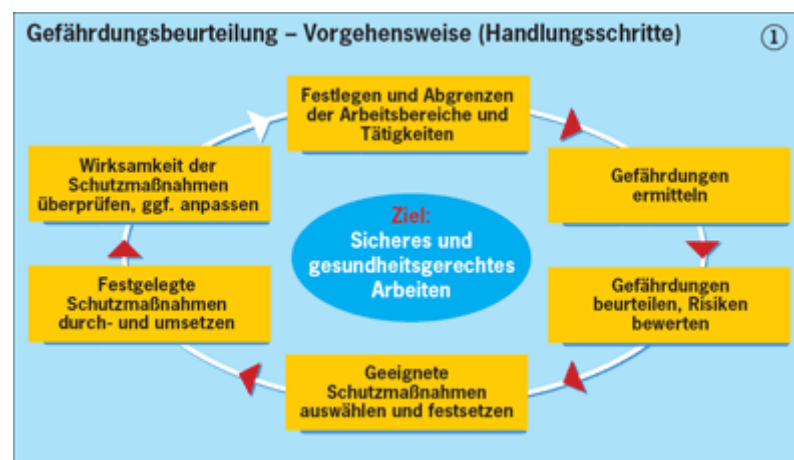 Gefährdungsbeurteilung – Vorgehensweise (Handlungsschritte)
①
Festlegen und Abgrenzen
der Arbeitsbereiche und
Tätigkeiten
Gefährdungen
ermitteln
Gefährdungen
beurteilen, Risiken
bewerten
Geeignete
Schutzmaßnahmen
auswählen und festsetzen
Festgelegte
Schutzmaßnahmen
durch- und umsetzen
Wirksamkeit der
Schutzmaßnahmen
überprüfen, ggf. anpassen
Ziel:
Sicheres und
gesundheitsgerechtes
Arbeiten